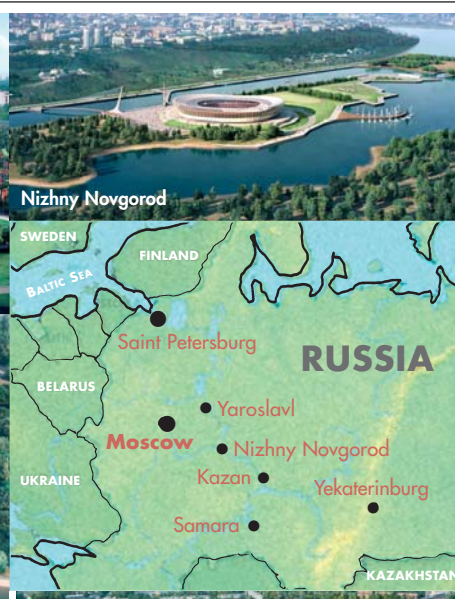 Nizhny Novgorod
SWEDEN
FINLAND
BALTIC SEA
Saint Petersburg
RUSSIA
BELARUS
Yaroslavl
Moscow
Nizhny Novgorod
UKRAINE
Kazan
Yekaterinburg
Samara
KAZAKHSTAN